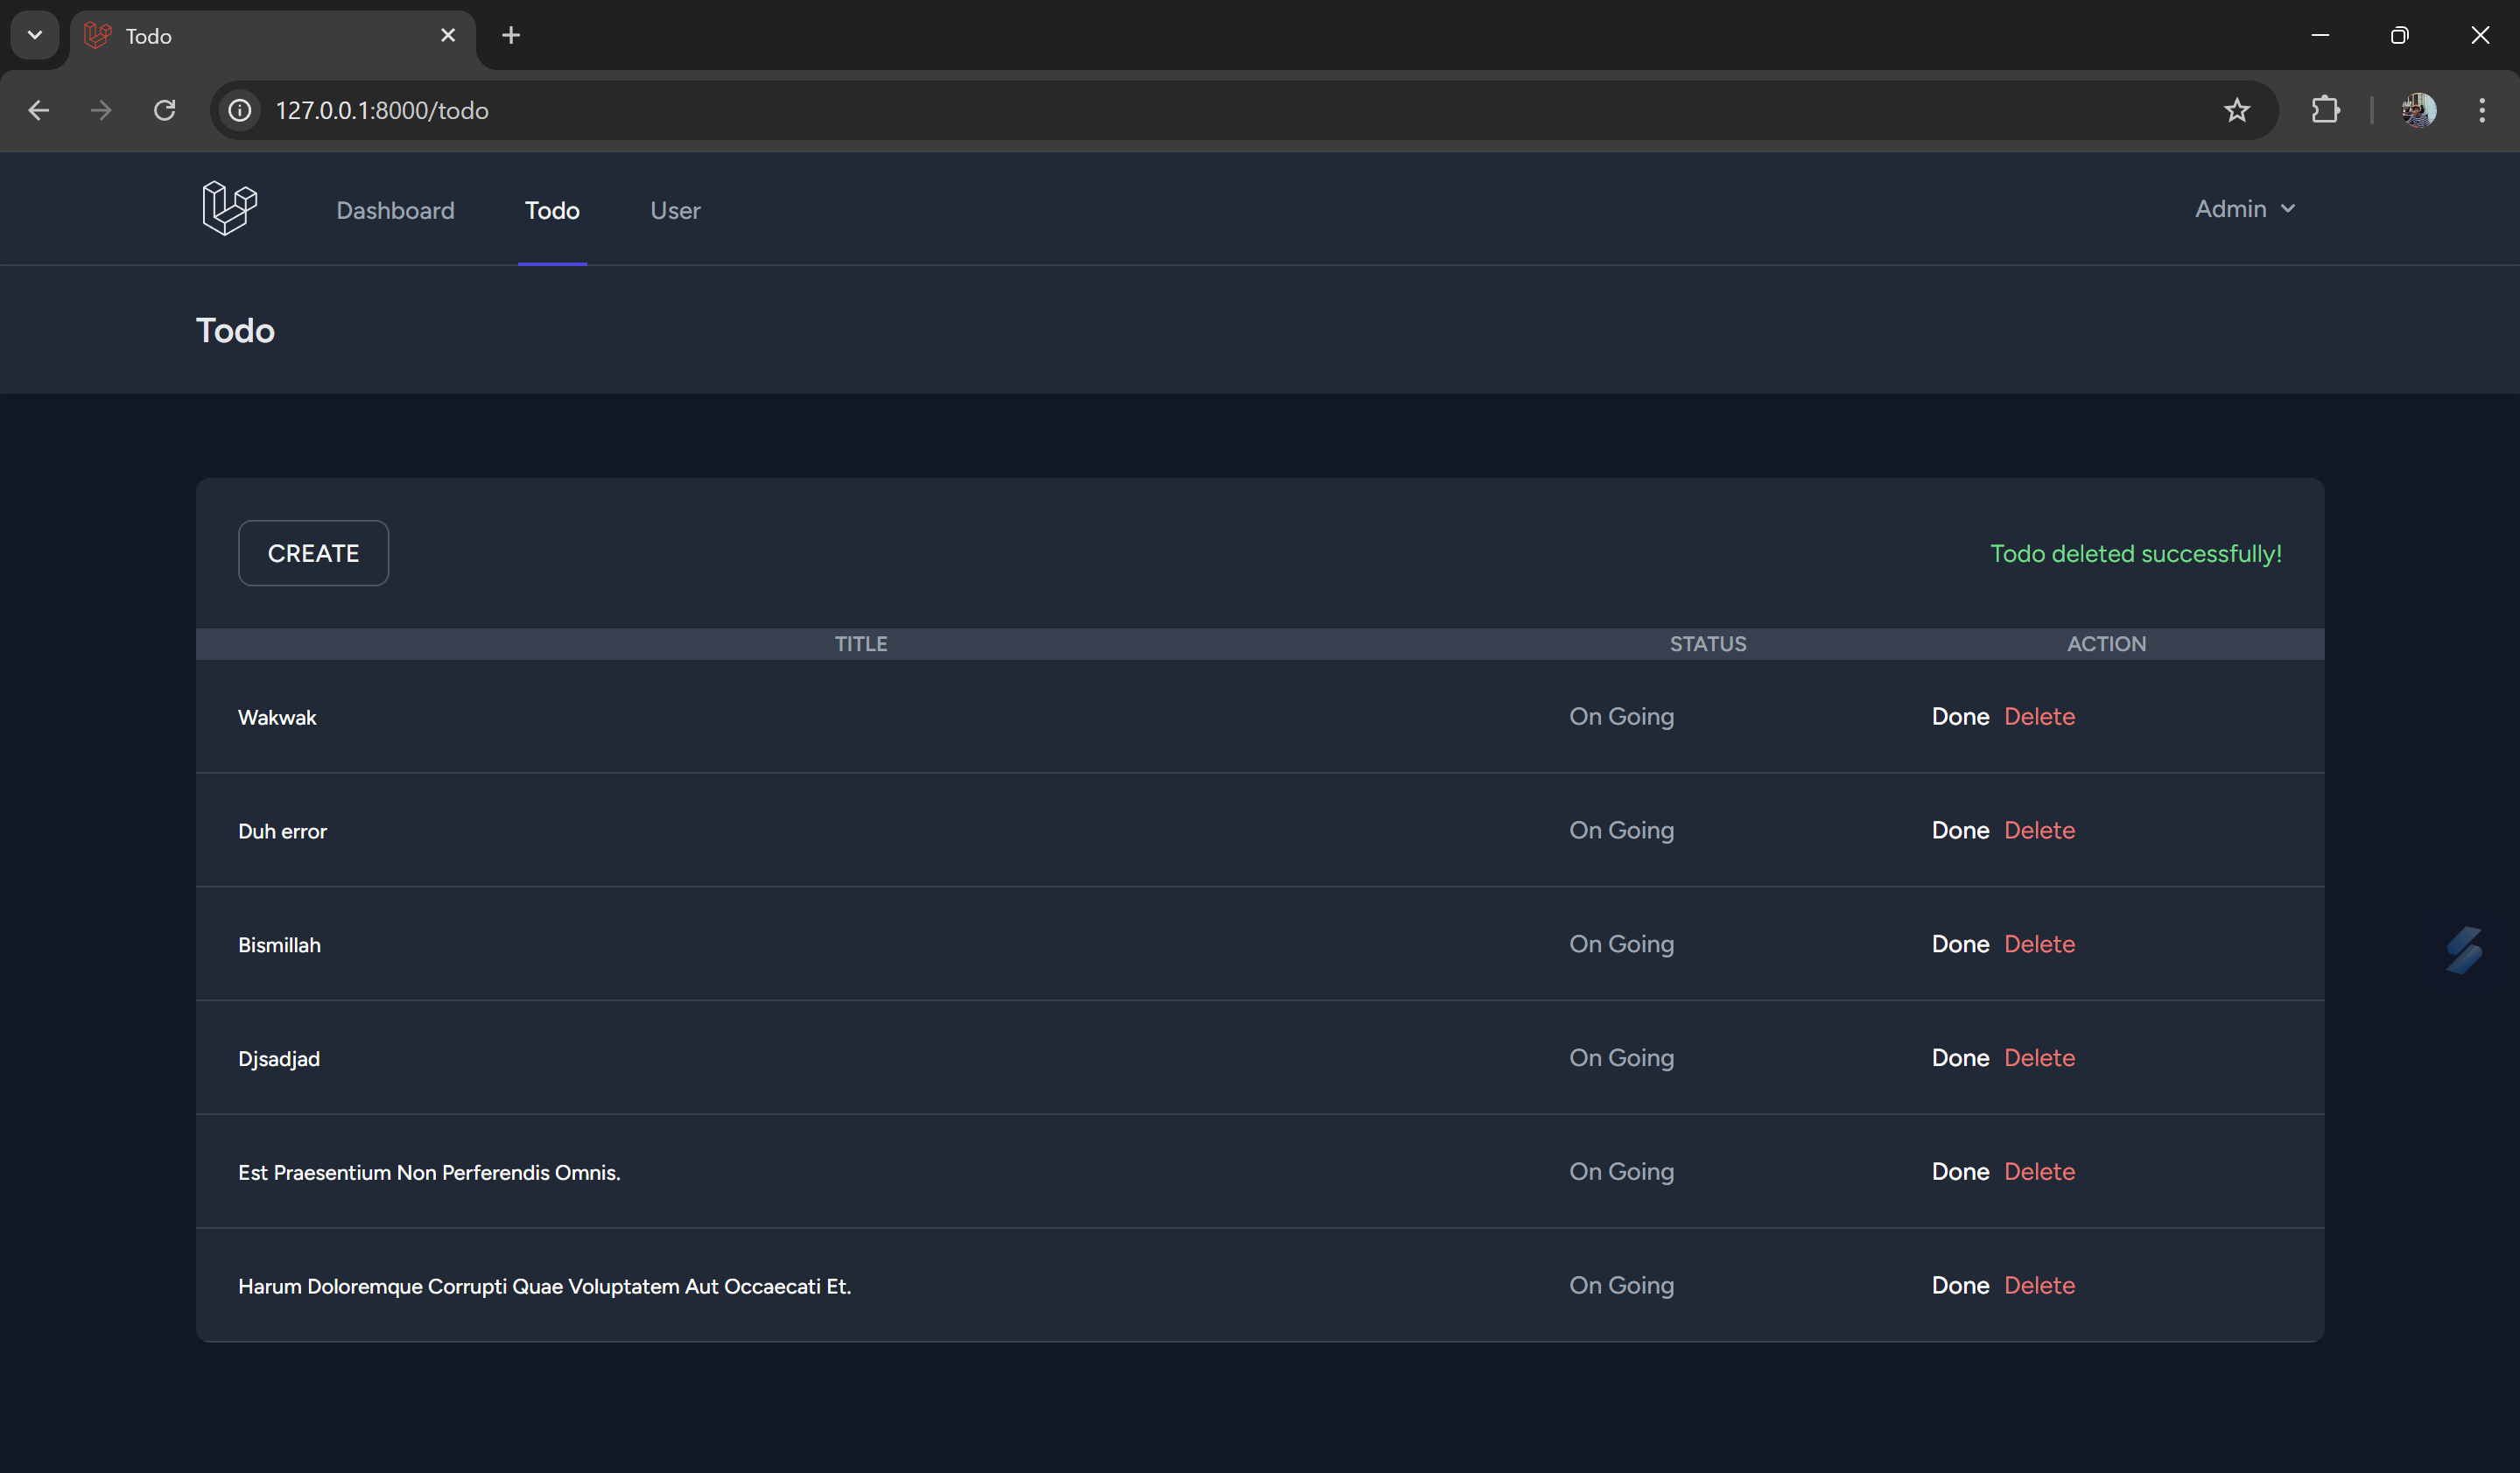 Todo
127.0.0.1:8000/todo
Dashboard Todo User Admin
Todo
CREATE Todo deleted successfully!
TITLE STATUS ACTION
Wakwak On Going Done Delete
Duh error On Going Done Delete
Bismillah On Going Done Delete
Djsadjad On Going Done Delete
Est Praesentium Non Perferendis Omnis. On Going Done Delete
Harum Doloremque Corrupti Quae Voluptatem Aut Occaecati Et. On Going Done Delete